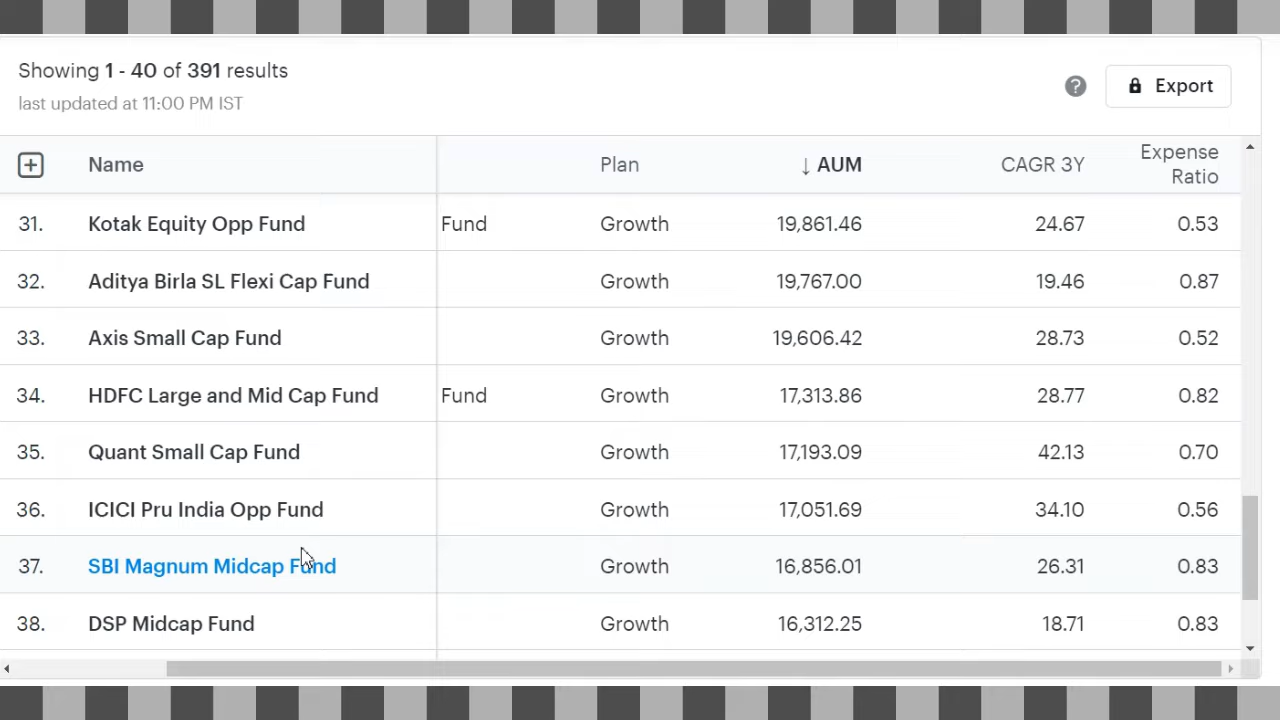 Showing 1 - 40 of 391 results
last updated at 11:00 PM IST
Export
Name Plan ↓ AUM CAGR 3Y Expense Ratio
31. Kotak Equity Opp Fund Fund Growth 19,861.46 24.67 0.53
32. Aditya Birla SL Flexi Cap Fund Growth 19,767.00 19.46 0.87
33. Axis Small Cap Fund Growth 19,606.42 28.73 0.52
34. HDFC Large and Mid Cap Fund Fund Growth 17,313.86 28.77 0.82
35. Quant Small Cap Fund Growth 17,193.09 42.13 0.70
36. ICICI Pru India Opp Fund Growth 17,051.69 34.10 0.56
37. SBI Magnum Midcap Fund Growth 16,856.01 26.31 0.83
38. DSP Midcap Fund Growth 16,312.25 18.71 0.83